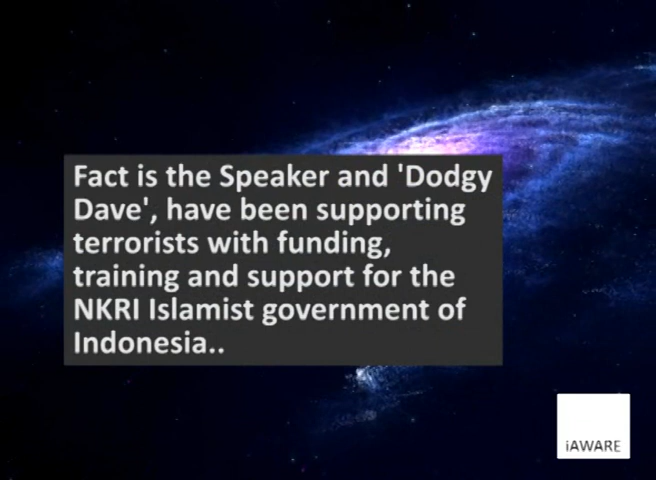 Fact is the Speaker and 'Dodgy
Dave', have been supporting
terrorists with funding,
training and support for the
NKRI Islamist government of
Indonesia..
iAWARE